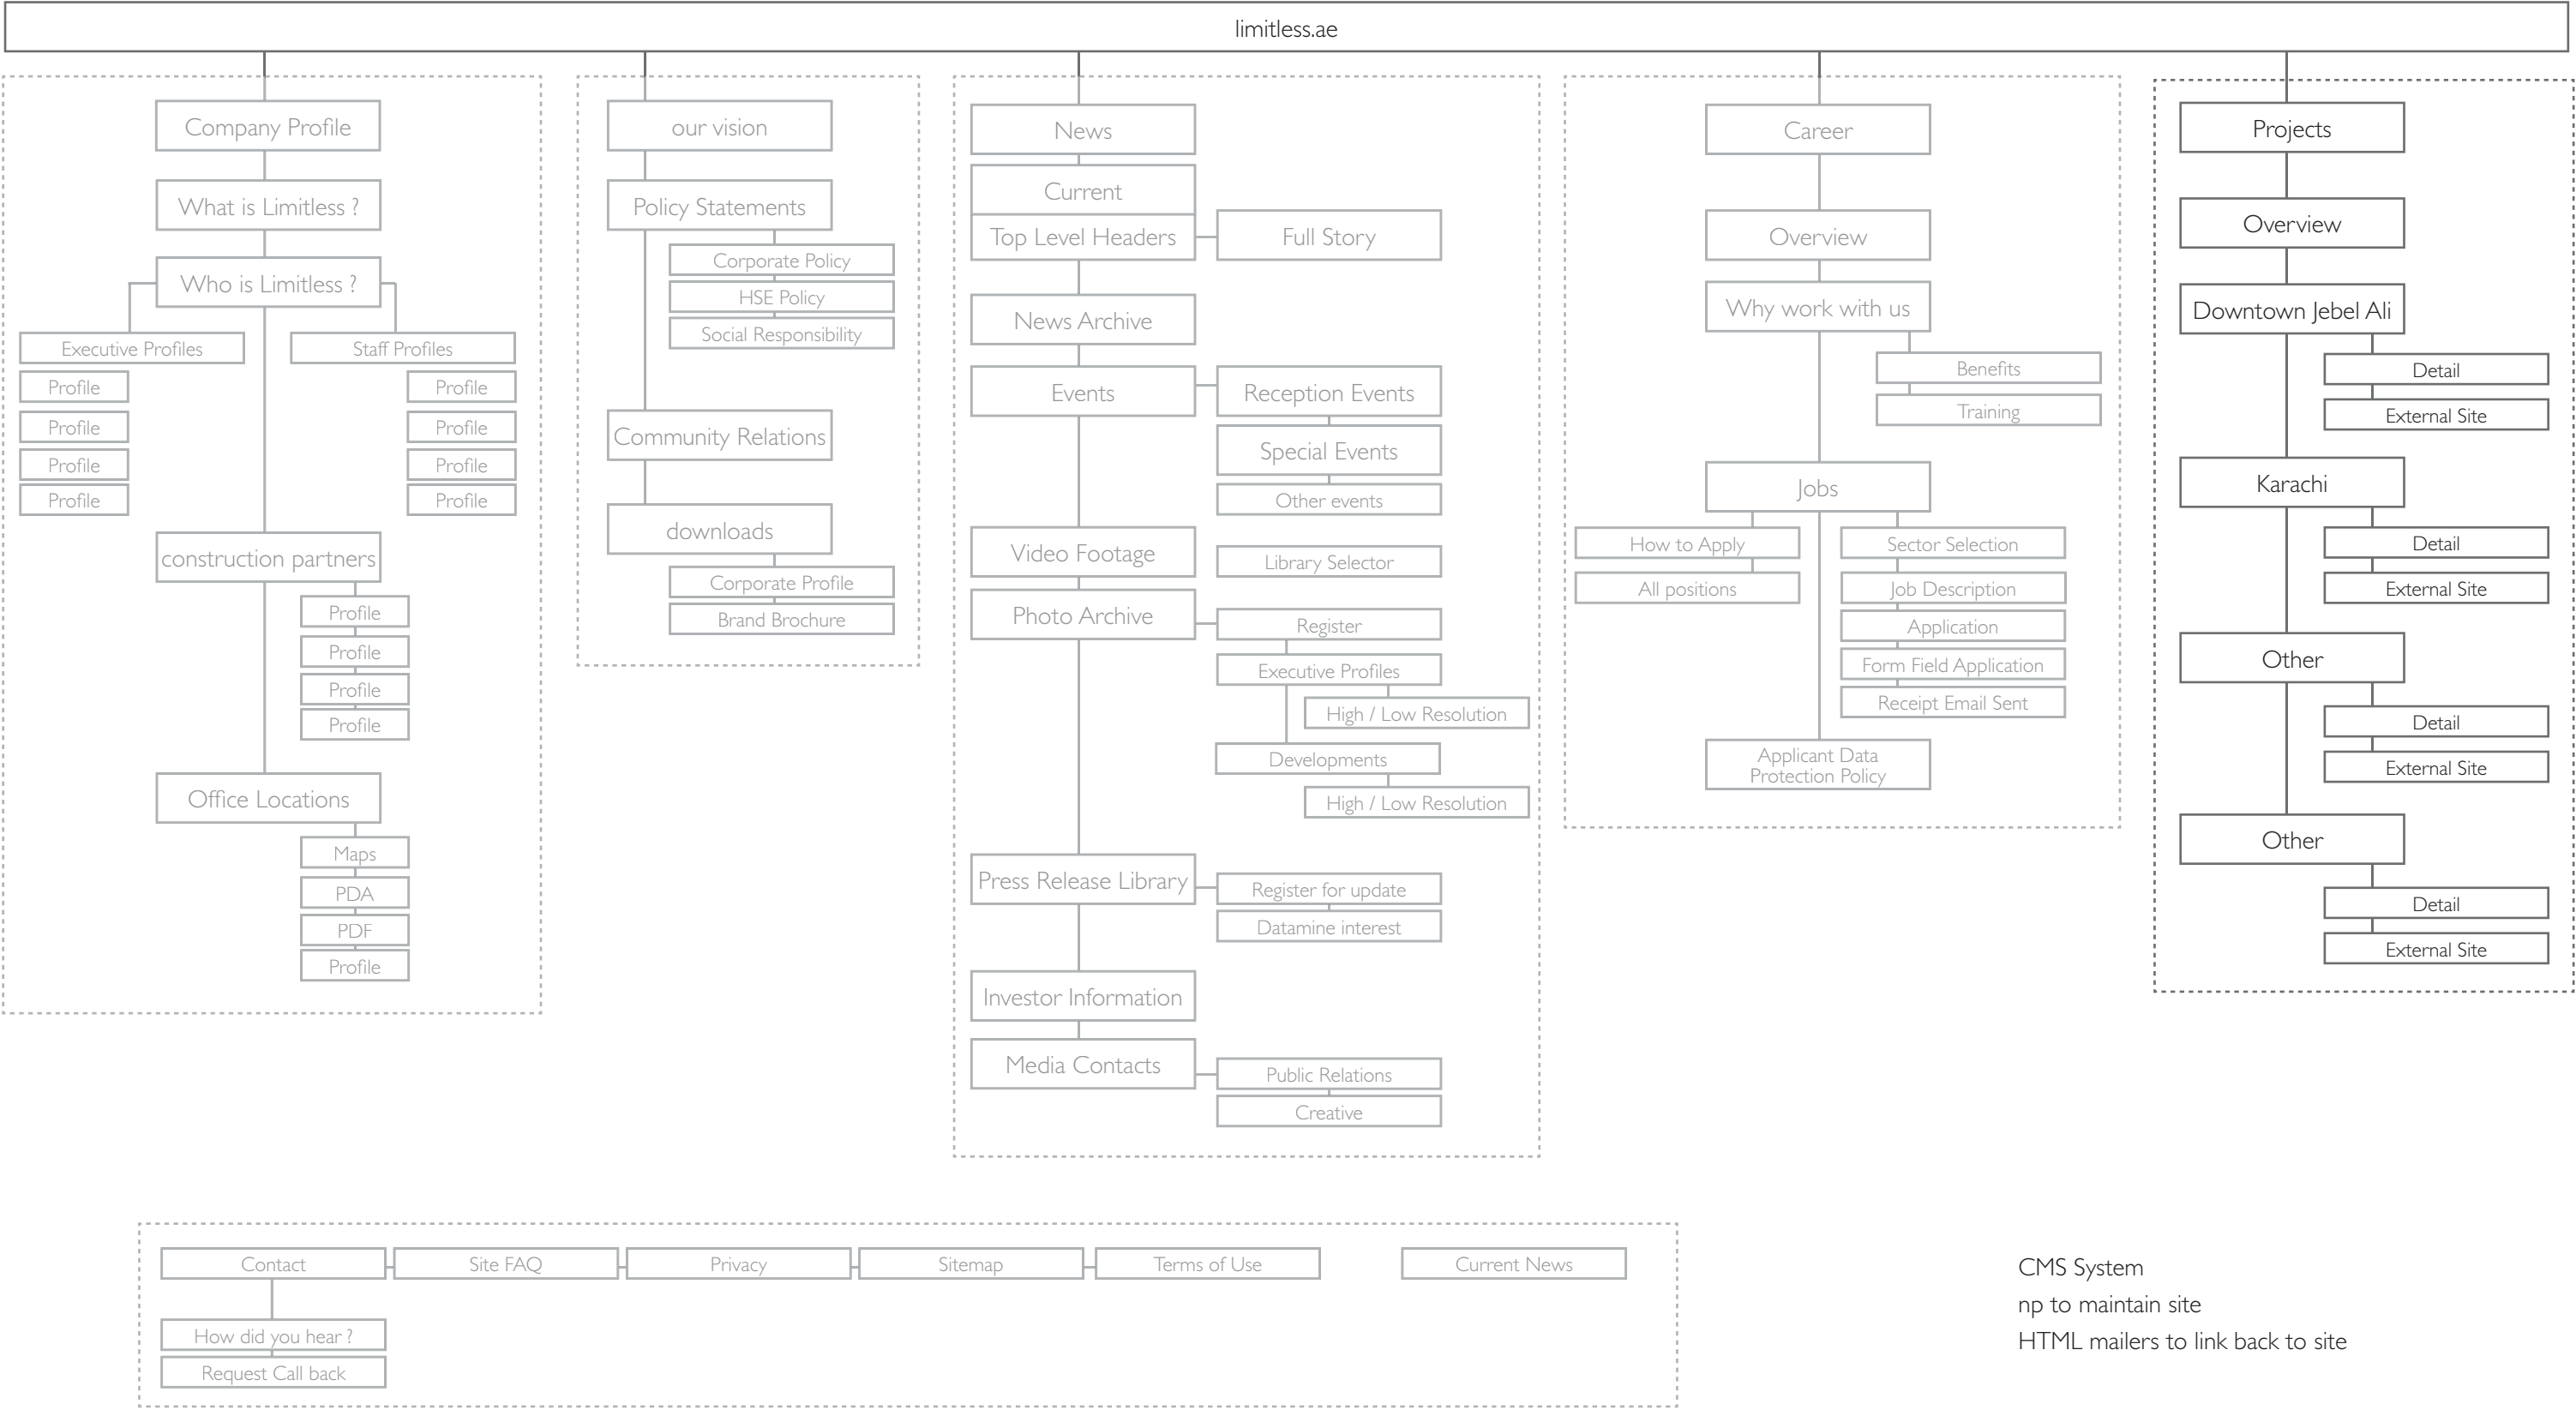 limitless.ae
Company Profile
What is Limitless ?
Who is Limitless ?
Executive Profiles
Staff Profiles
Profile
Profile
Profile
Profile
Profile
Profile
Profile
Profile
construction partners
Profile
Profile
Profile
Profile
Office Locations
Maps
PDA
PDF
Profile
our vision
Policy Statements
Corporate Policy
HSE Policy
Social Responsibility
Community Relations
downloads
Corporate Profile
Brand Brochure
News
Current
Top Level Headers
Full Story
News Archive
Events
Reception Events
Special Events
Other events
Video Footage
Library Selector
Photo Archive
Register
Executive Profiles
High / Low Resolution
Developments
High / Low Resolution
Press Release Library
Register for update
Datamine interest
Investor Information
Media Contacts
Public Relations
Creative
Career
Overview
Why work with us
Benefits
Training
Jobs
How to Apply
All positions
Sector Selection
Job Description
Application
Form Field Application
Receipt Email Sent
Applicant Data
Protection Policy
Projects
Overview
Downtown Jebel Ali
Detail
External Site
Karachi
Detail
External Site
Other
Detail
External Site
Other
Detail
External Site
Contact
Site FAQ
Privacy
Sitemap
Terms of Use
Current News
How did you hear ?
Request Call back
CMS System
np to maintain site
HTML mailers to link back to site